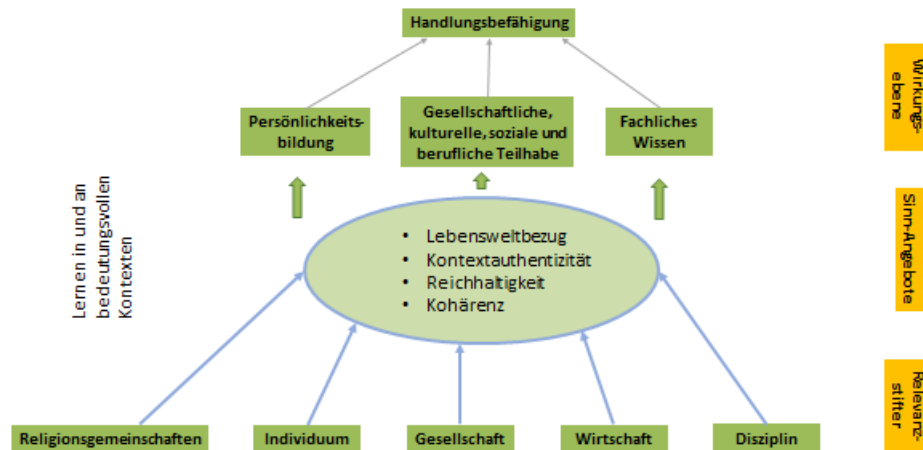 Handlungsbefähigung
Persönlichkeits-
bildung
Gesellschaftliche,
kulturelle, soziale und
berufliche Teilhabe
Fachliches
Wissen
Wirkungs-
ebene
Lernen in und an
bedeutungsvollen
Kontexten
• Lebensweltbezug
• Kontextauthentizität
• Reichhaltigkeit
• Kohärenz
Sinn-Angebote
Religionsgemeinschaften
Individuum
Gesellschaft
Wirtschaft
Disziplin
Relevanz-
stifter